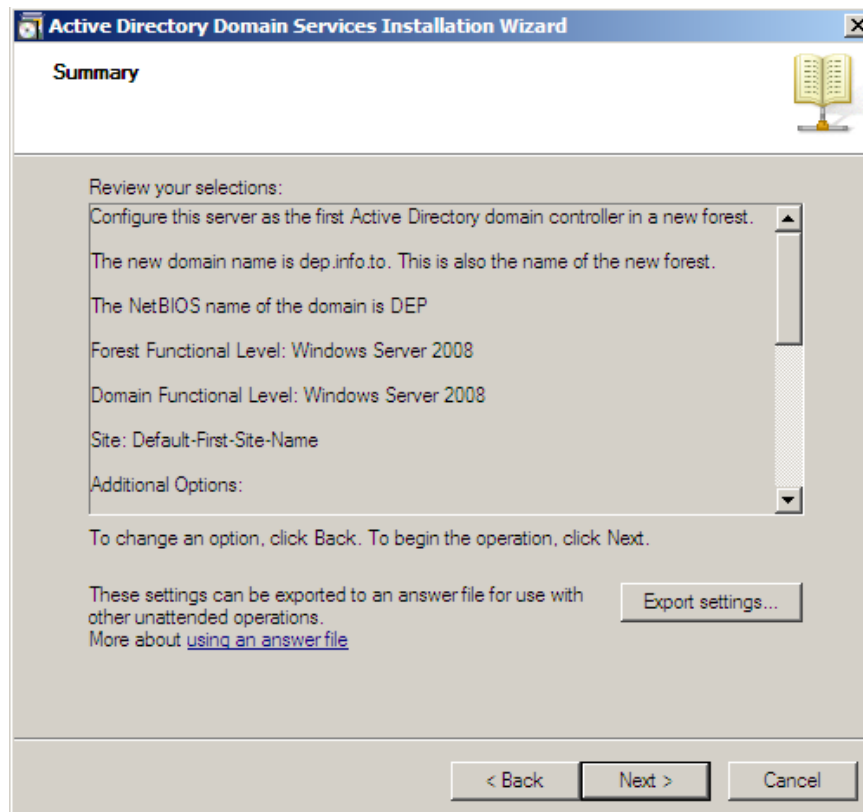 Active Directory Domain Services Installation Wizard
Summary
Review your selections:
Configure this server as the first Active Directory domain controller in a new forest.
The new domain name is dep.info.to. This is also the name of the new forest.
The NetBIOS name of the domain is DEP
Forest Functional Level: Windows Server 2008
Domain Functional Level: Windows Server 2008
Site: Default-First-Site-Name
Additional Options:
To change an option, click Back. To begin the operation, click Next.
These settings can be exported to an answer file for use with
other unattended operations.
More about using an answer file
Export settings...
< Back
Next >
Cancel